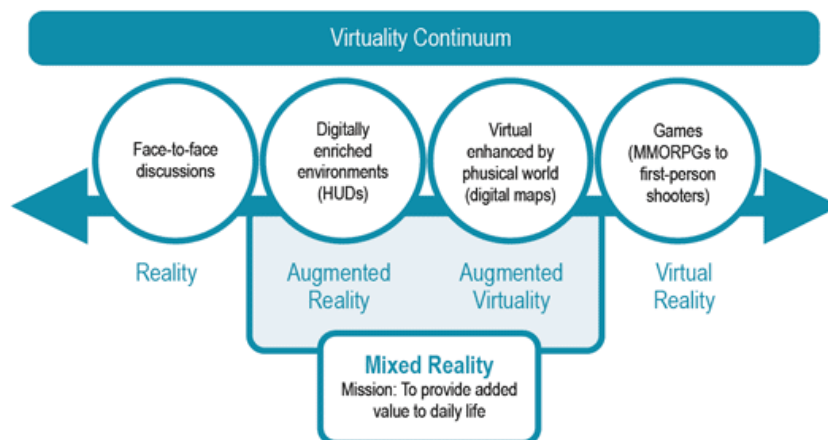 Virtuality Continuum
Face-to-face
discussions
Digitally
enriched
environments
(HUDs)
Virtual
enhanced by
phusical world
(digital maps)
Games
(MMORPGs to
first-person
shooters)
Reality
Augmented
Reality
Augmented
Virtuality
Virtual
Reality
Mixed Reality
Mission: To provide added
value to daily life